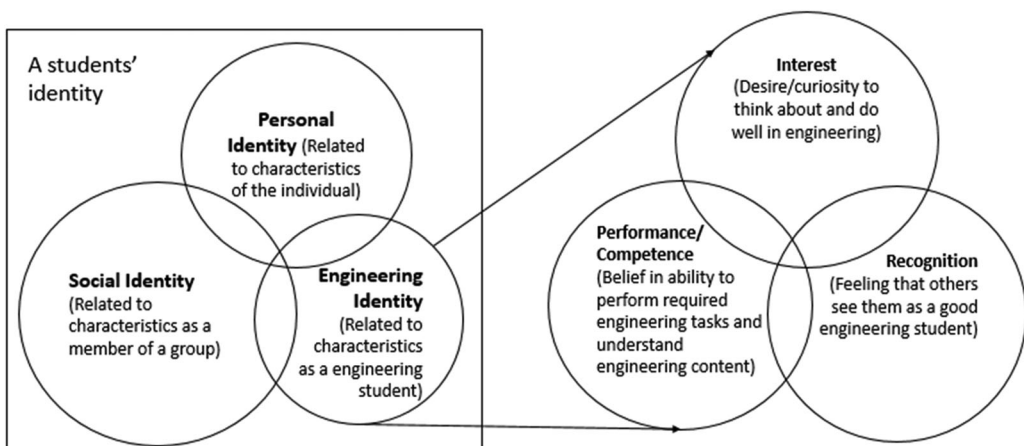 A students'
identity
Personal
Identity (Related
to characteristics
of the individual)
Social Identity
(Related to
characteristics as a
member of a group)
Engineering
Identity
(Related to
characteristics
as a engineering
student)
Interest
(Desire/curiosity to
think about and do
well in engineering)
Performance/
Competence
(Belief in ability to
perform required
engineering tasks and
understand
engineering content)
Recognition
(Feeling that others
see them as a good
engineering student)